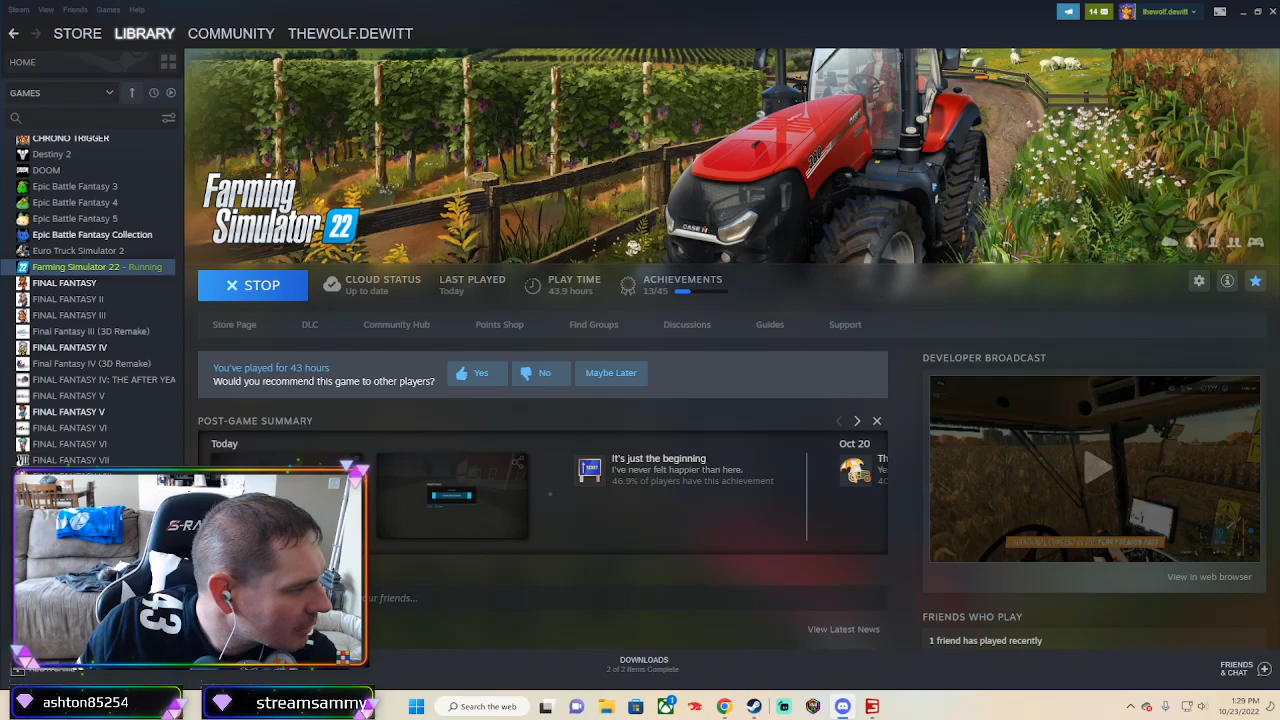 Steam View Friends Games Help
14
thewolf.dewitt
STORE LIBRARY COMMUNITY THEWOLF.DEWITT
HOME
GAMES
CHRONO TRIGGER
Destiny 2
DOOM
Epic Battle Fantasy 3
Epic Battle Fantasy 4
Epic Battle Fantasy 5
Epic Battle Fantasy Collection
Euro Truck Simulator 2
Farming Simulator 22 - Running
FINAL FANTASY
FINAL FANTASY II
FINAL FANTASY III
Final Fantasy III (3D Remake)
FINAL FANTASY IV
Final Fantasy IV (3D Remake)
FINAL FANTASY IV: THE AFTER YEA
FINAL FANTASY V
FINAL FANTASY V
FINAL FANTASY VI
FINAL FANTASY VI
FINAL FANTASY VII
Farming
Simulator 22
CASE IH
STOP
CLOUD STATUS
Up to date
LAST PLAYED
Today
PLAY TIME
43.9 hours
ACHIEVEMENTS
13/45
Store Page DLC Community Hub Points Shop Find Groups Discussions Guides Support
You've played for 43 hours
Would you recommend this game to other players?
Yes No Maybe Later
POST-GAME SUMMARY
Today
It's just the beginning
I've never felt happier than here.
46.9% of players have this achievement
Oct 20
Th
DEVELOPER BROADCAST
View in web browser
FRIENDS WHO PLAY
1 friend has played recently
ur friends...
View Latest News
S-RA
43
DOWNLOADS
2 of 2 Items Complete
FRIENDS
& CHAT
ashton85254
streamsammy
Search the web
1:29 PM
10/23/2022